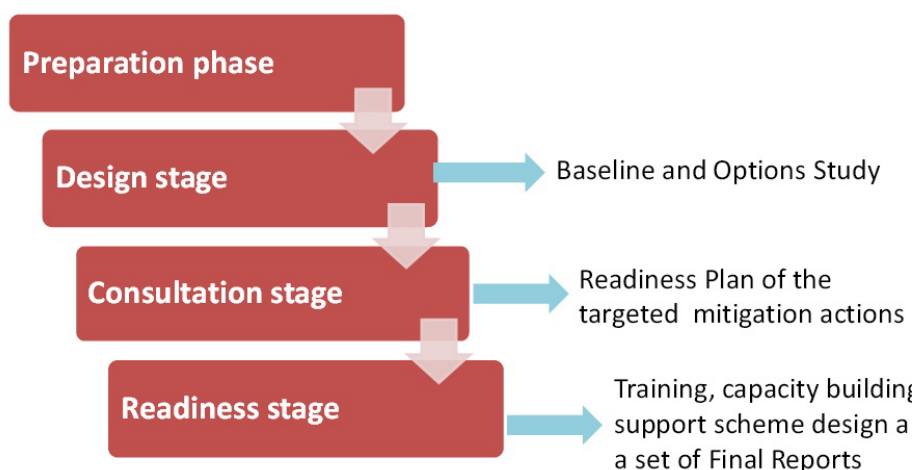 Preparation phase
Design stage
Baseline and Options Study
Consultation stage
Readiness Plan of the
targeted mitigation actions
Readiness stage
Training, capacity building
support scheme design a
a set of Final Reports